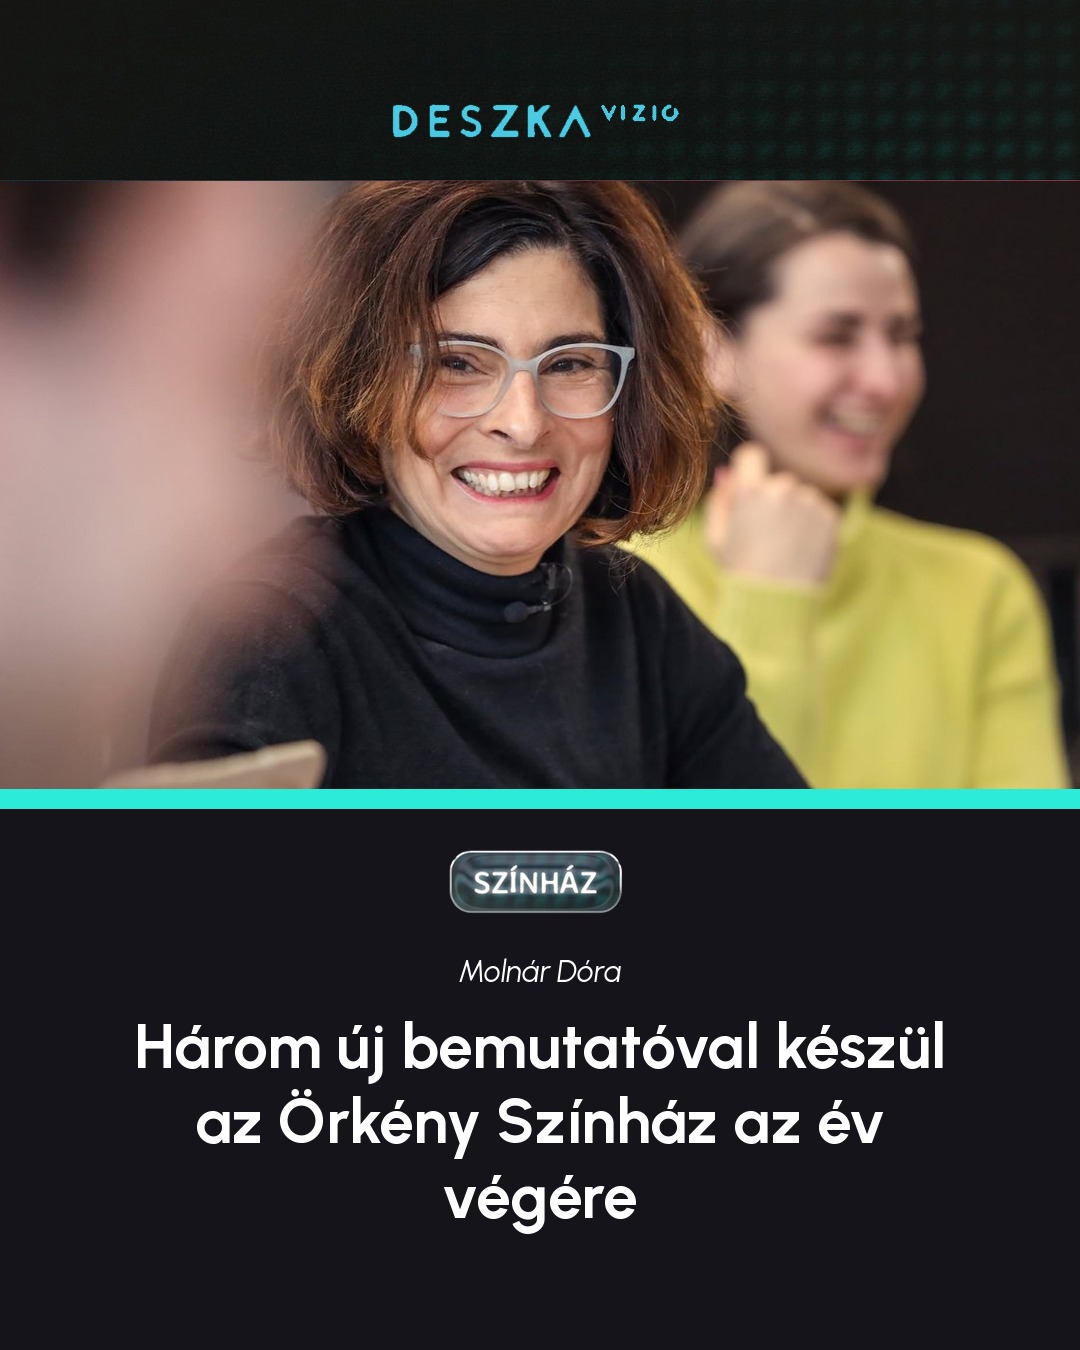 DESZKA VIZIO
SZÍNHÁZ
Molnár Dóra
Három új bemutatóval készül
az Örkény Színház az év
végére